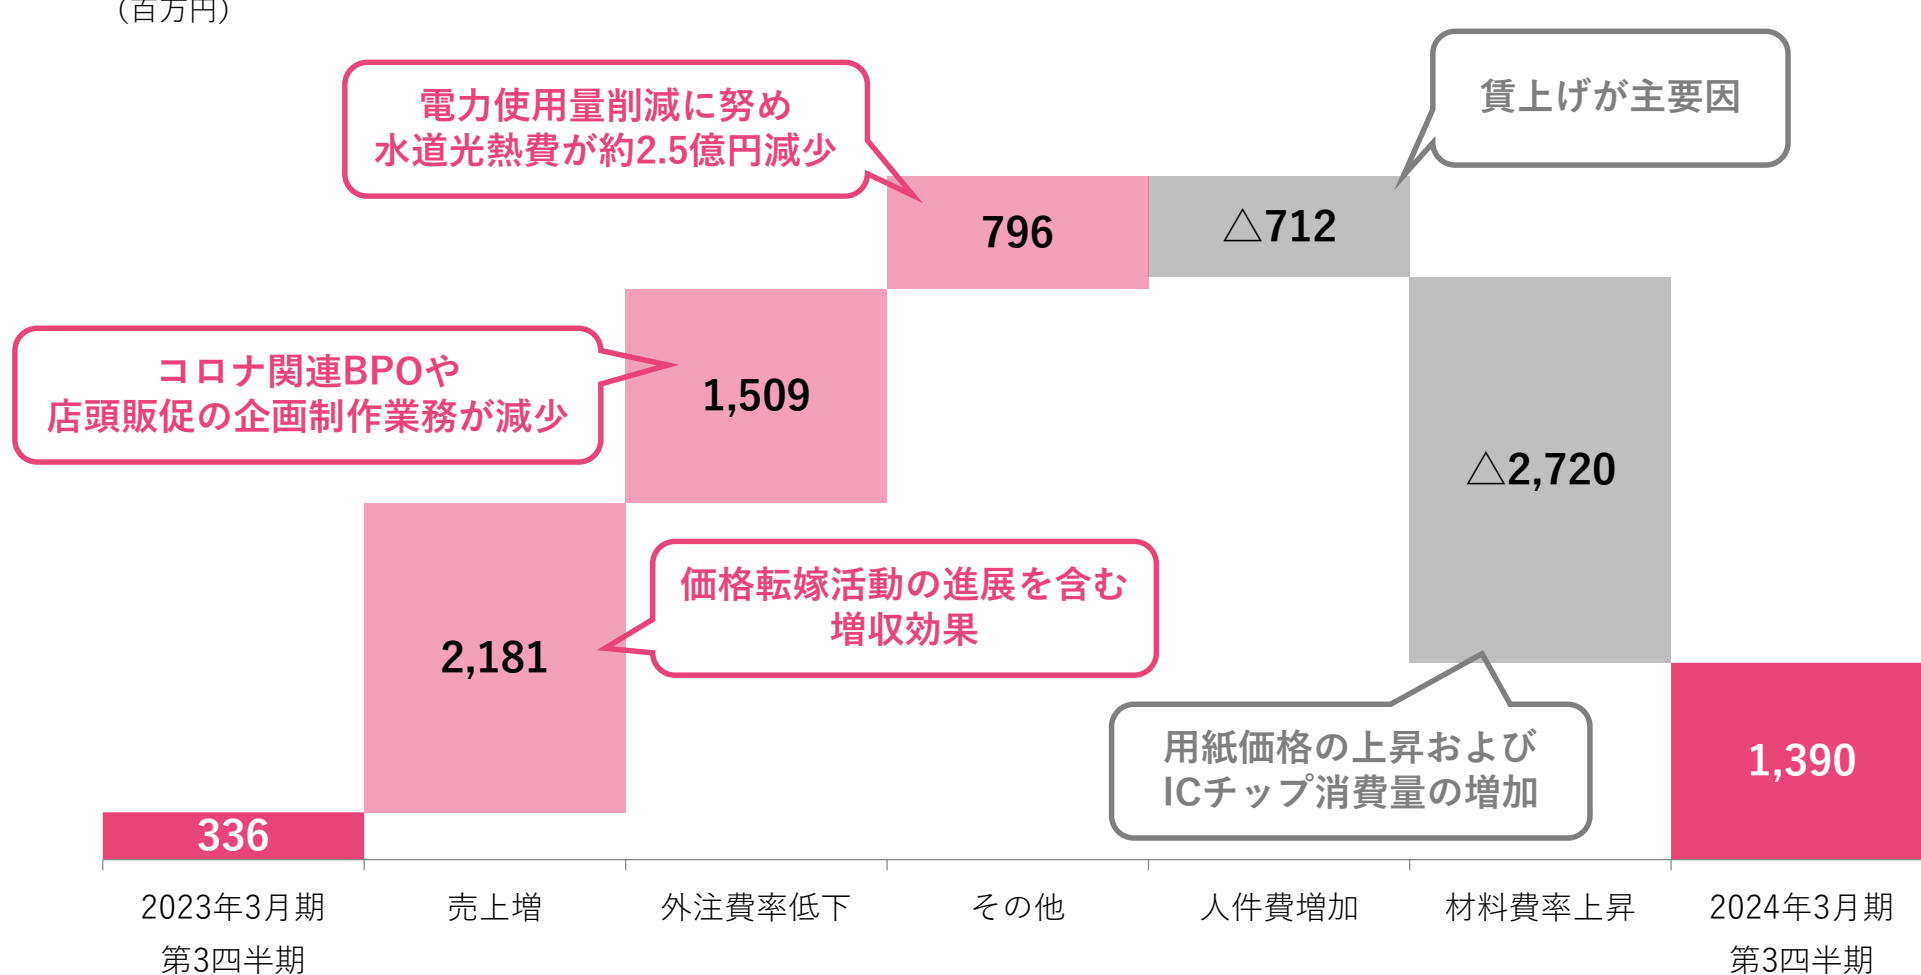 （百万円）
電力使用量削減に努め
水道光熱費が約2.5億円減少
賃上げが主要因
796
△712
コロナ関連BPOや
店頭販促の企画制作業務が減少
1,509
△2,720
価格転嫁活動の進展を含む
増収効果
2,181
用紙価格の上昇および
ICチップ消費量の増加
1,390
336
2023年3月期
第3四半期
売上増
外注費率低下
その他
人件費増加
材料費率上昇
2024年3月期
第3四半期